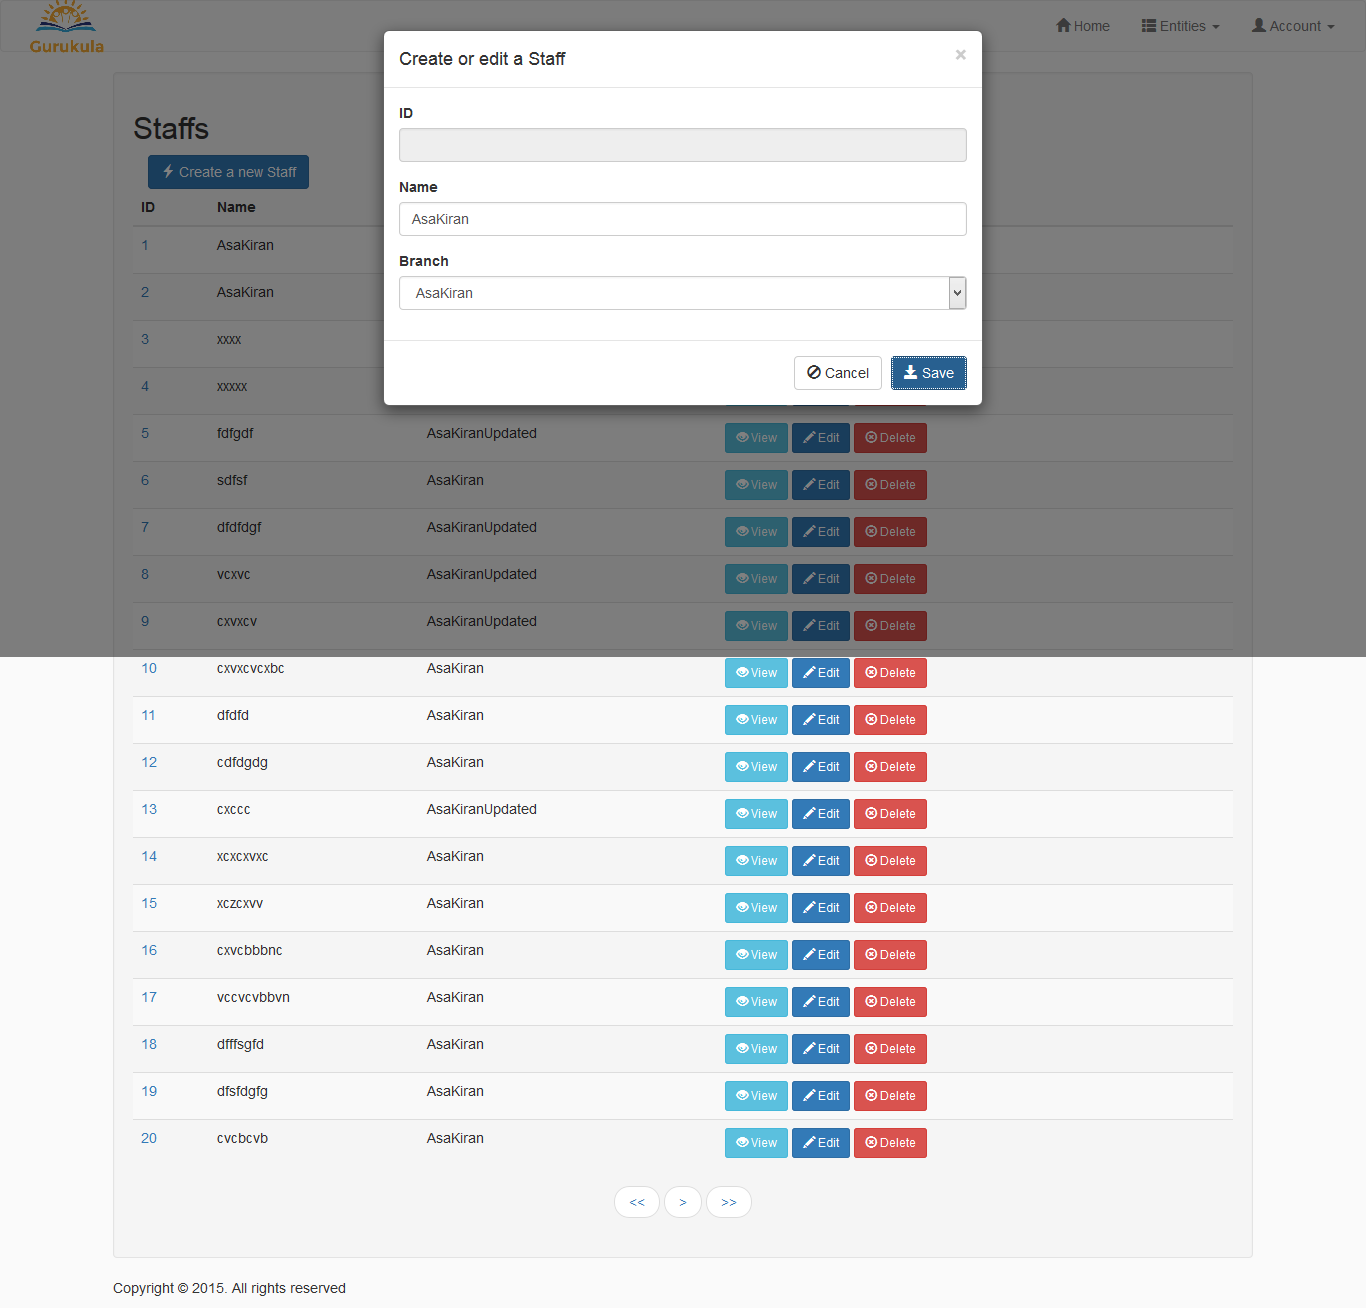 Gurukula
Home Entities Account
Create or edit a Staff ×
ID
Name
AsaKiran
Branch
AsaKiran
Cancel Save
Staffs
Create a new Staff
ID Name
1 AsaKiran
2 AsaKiran
3 xxxx
4 xxxxx
5 fdfgdf AsaKiranUpdated View Edit Delete
6 sdfsf AsaKiran View Edit Delete
7 dfdfdgf AsaKiranUpdated View Edit Delete
8 vcxvc AsaKiranUpdated View Edit Delete
9 cxvxcv AsaKiranUpdated View Edit Delete
10 cxvxcvcxbc AsaKiran View Edit Delete
11 dfdfd AsaKiran View Edit Delete
12 cdfdgdg AsaKiran View Edit Delete
13 cxccc AsaKiranUpdated View Edit Delete
14 xcxcxvxc AsaKiran View Edit Delete
15 xczcxvv AsaKiran View Edit Delete
16 cxvcbbbnc AsaKiran View Edit Delete
17 vccvcvbbvn AsaKiran View Edit Delete
18 dfffsgfd AsaKiran View Edit Delete
19 dfsfdgfg AsaKiran View Edit Delete
20 cvcbcvb AsaKiran View Edit Delete
<< > >>
Copyright © 2015. All rights reserved